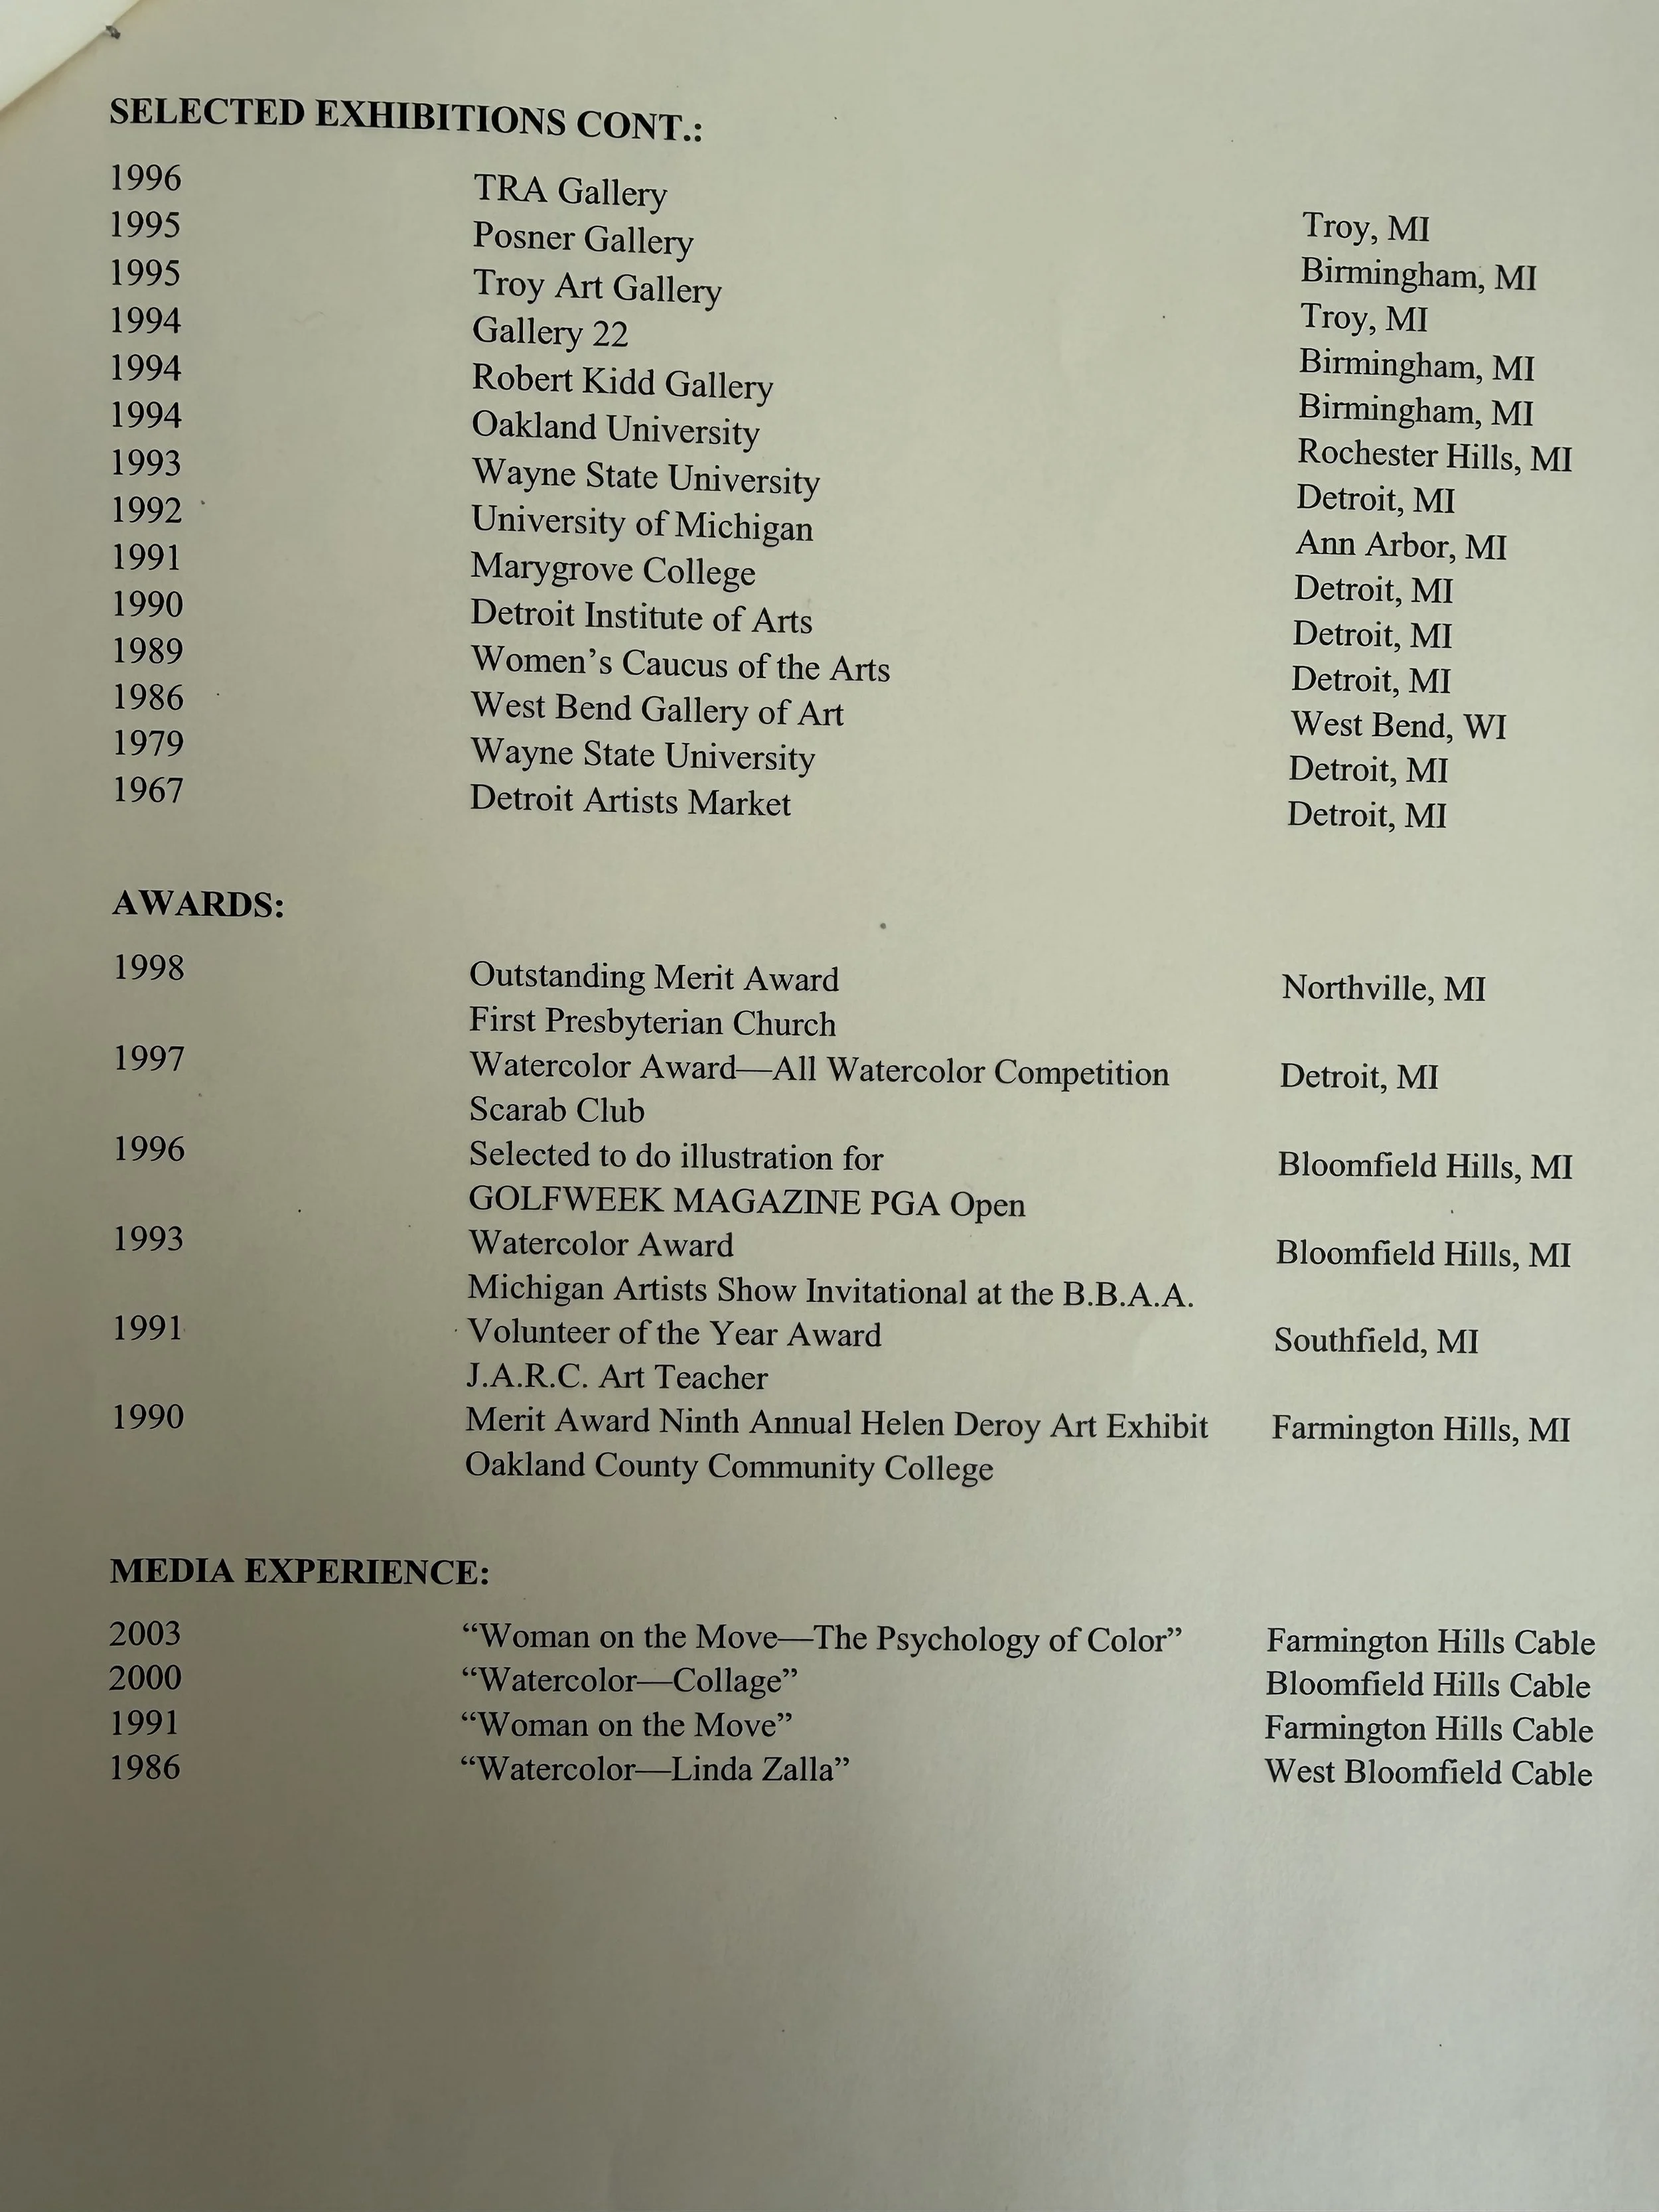 SELECTED EXHIBITIONS CONT.:
1996 TRA Gallery Troy, MI
1995 Posner Gallery Birmingham, MI
1995 Troy Art Gallery Troy, MI
1994 Gallery 22 Birmingham, MI
1994 Robert Kidd Gallery Birmingham, MI
1994 Oakland University Rochester Hills, MI
1993 Wayne State University Detroit, MI
1992 University of Michigan Ann Arbor, MI
1991 Marygrove College Detroit, MI
1990 Detroit Institute of Arts Detroit, MI
1989 Women’s Caucus of the Arts Detroit, MI
1986 West Bend Gallery of Art West Bend, WI
1979 Wayne State University Detroit, MI
1967 Detroit Artists Market Detroit, MI
AWARDS:
1998 Outstanding Merit Award Northville, MI
First Presbyterian Church
1997 Watercolor Award—All Watercolor Competition Detroit, MI
Scarab Club
1996 Selected to do illustration for Bloomfield Hills, MI
GOLFWEEK MAGAZINE PGA Open
1993 Watercolor Award Bloomfield Hills, MI
Michigan Artists Show Invitational at the B.B.A.A.
1991 Volunteer of the Year Award Southfield, MI
J.A.R.C. Art Teacher
1990 Merit Award Ninth Annual Helen Deroy Art Exhibit Farmington Hills, MI
Oakland County Community College
MEDIA EXPERIENCE:
2003 “Woman on the Move—The Psychology of Color” Farmington Hills Cable
2000 “Watercolor—Collage” Bloomfield Hills Cable
1991 “Woman on the Move” Farmington Hills Cable
1986 “Watercolor—Linda Zalla” West Bloomfield Cable